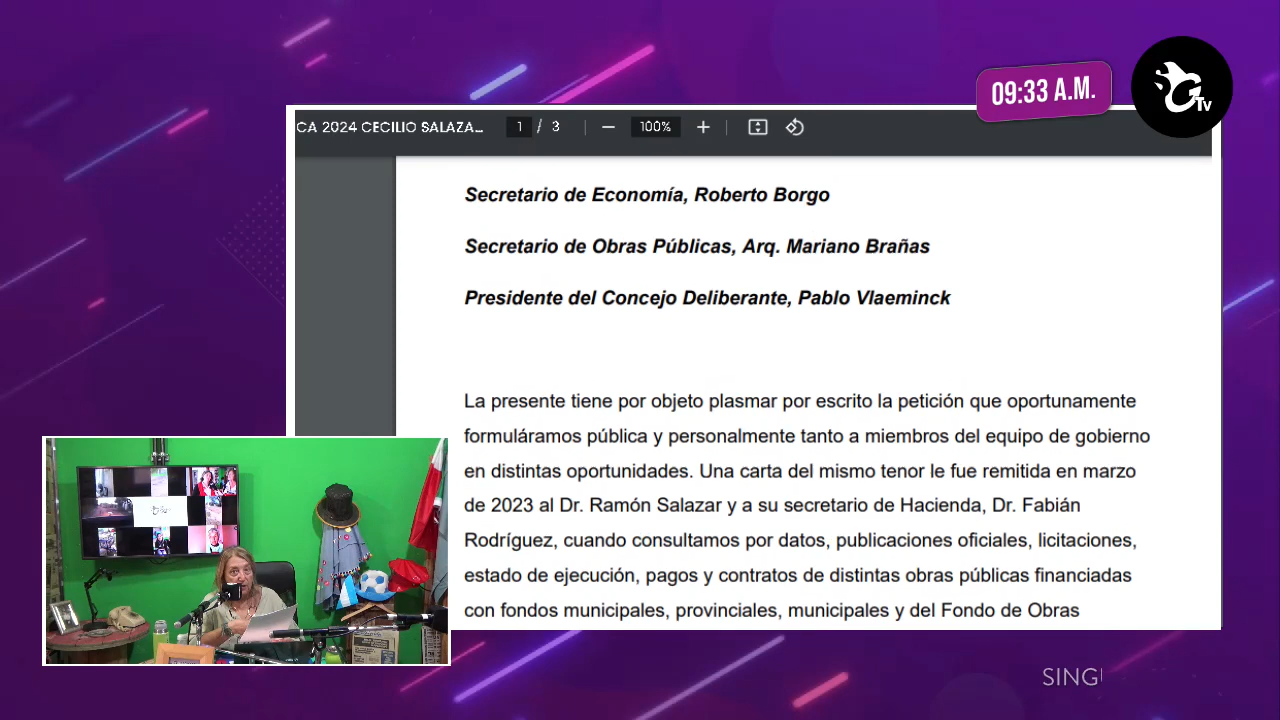 09:33 A.M.
GTv
CA 2024 CECILIO SALAZA...
1 / 3
100%
Secretario de Economía, Roberto Borgo
Secretario de Obras Públicas, Arq. Mariano Brañas
Presidente del Concejo Deliberante, Pablo Vlaeminck
La presente tiene por objeto plasmar por escrito la petición que oportunamente
formuláramos pública y personalmente tanto a miembros del equipo de gobierno
en distintas oportunidades. Una carta del mismo tenor le fue remitida en marzo
de 2023 al Dr. Ramón Salazar y a su secretario de Hacienda, Dr. Fabián
Rodríguez, cuando consultamos por datos, publicaciones oficiales, licitaciones,
estado de ejecución, pagos y contratos de distintas obras públicas financiadas
con fondos municipales, provinciales, municipales y del Fondo de Obras
SING